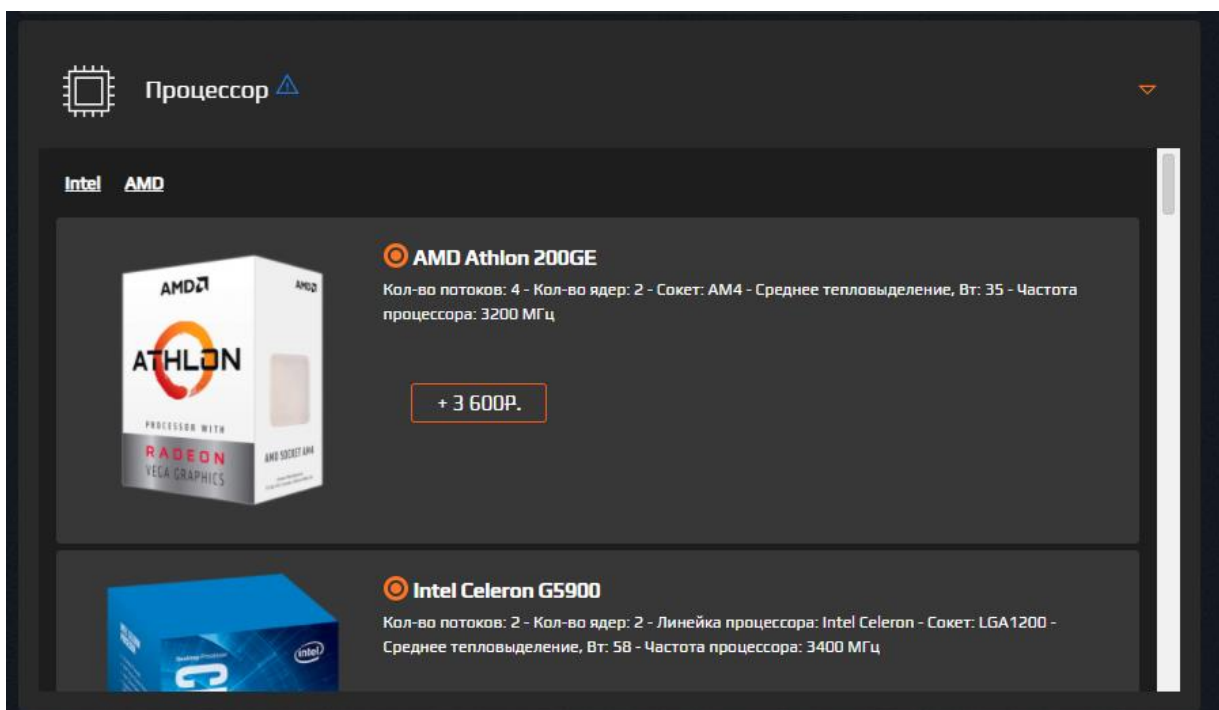 Процессор
Intel AMD
AMD Athlon 200GE
Кол-во потоков: 4 - Кол-во ядер: 2 - Сокет: AM4 - Среднее тепловыделение, Вт: 35 - Частота
процессора: 3200 МГц
+ 3 600₽.
AMD
AMD
ATHLON
PROCESSOR WITH
RADEON
VEGA GRAPHICS
AMD SOCKET AM4
Intel Celeron G5900
Кол-во потоков: 2 - Кол-во ядер: 2 - Линейка процессора: Intel Celeron - Сокет: LGA1200 -
Среднее тепловыделение, Вт: 58 - Частота процессора: 3400 МГц
intel